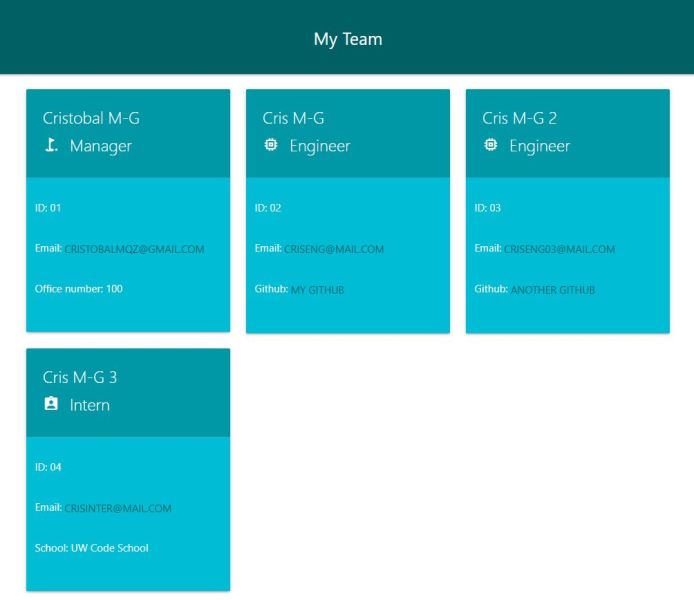 My Team
Cristobal M-G
Manager
ID: 01
Email: CRISTOBALMQZ@GMAIL.COM
Office number: 100
Cris M-G
Engineer
ID: 02
Email: CRISENG@MAIL.COM
Github: MY GITHUB
Cris M-G 2
Engineer
ID: 03
Email: CRISENG03@MAIL.COM
Github: ANOTHER GITHUB
Cris M-G 3
Intern
ID: 04
Email: CRISINTER@MAIL.COM
School: UW Code School